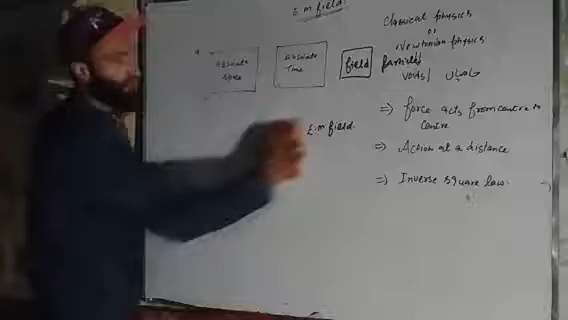 E.M field.
Classical physics
or
Newtonian physics
Absolute
Space
Absolute
Time
field
Particle
voids/
⇒ force acts from centre to
Centre
E.M field.
⇒ Action at a distance
⇒ Inverse square law.